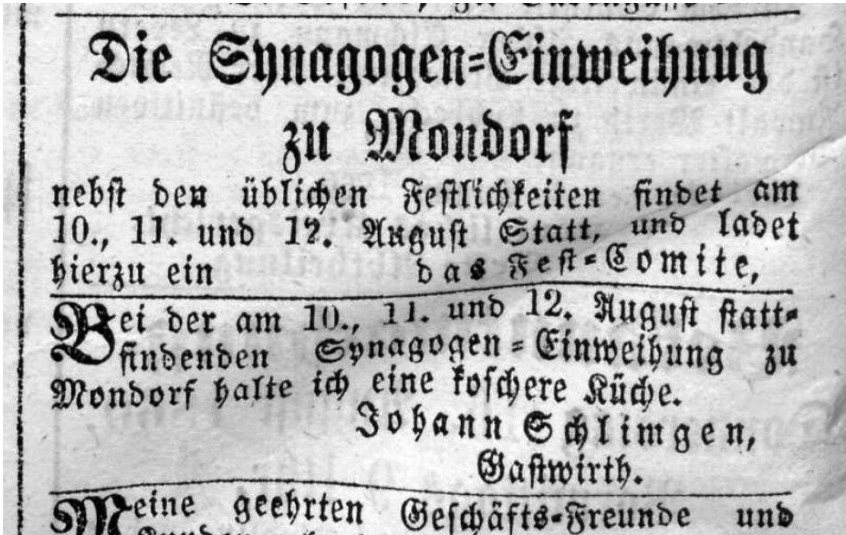 Die Synagogen-Einweihung
zu Mondorf
nebst den üblichen Festlichkeiten findet am
10., 11. und 12. August Statt, und ladet
hierzu ein das Fest-Comite,
Bei der am 10., 11. und 12. August statt-
findenden Synagogen-Einweihung zu
Mondorf halte ich eine koschere Küche.
Johann Schlimgen,
Gastwirth.
Meine geehrten Geschäfts-Freunde und